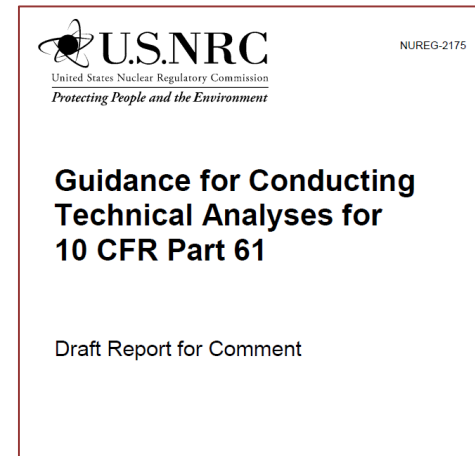 U.S.NRC
NUREG-2175
United States Nuclear Regulatory Commission
Protecting People and the Environment
Guidance for Conducting
Technical Analyses for
10 CFR Part 61
Draft Report for Comment